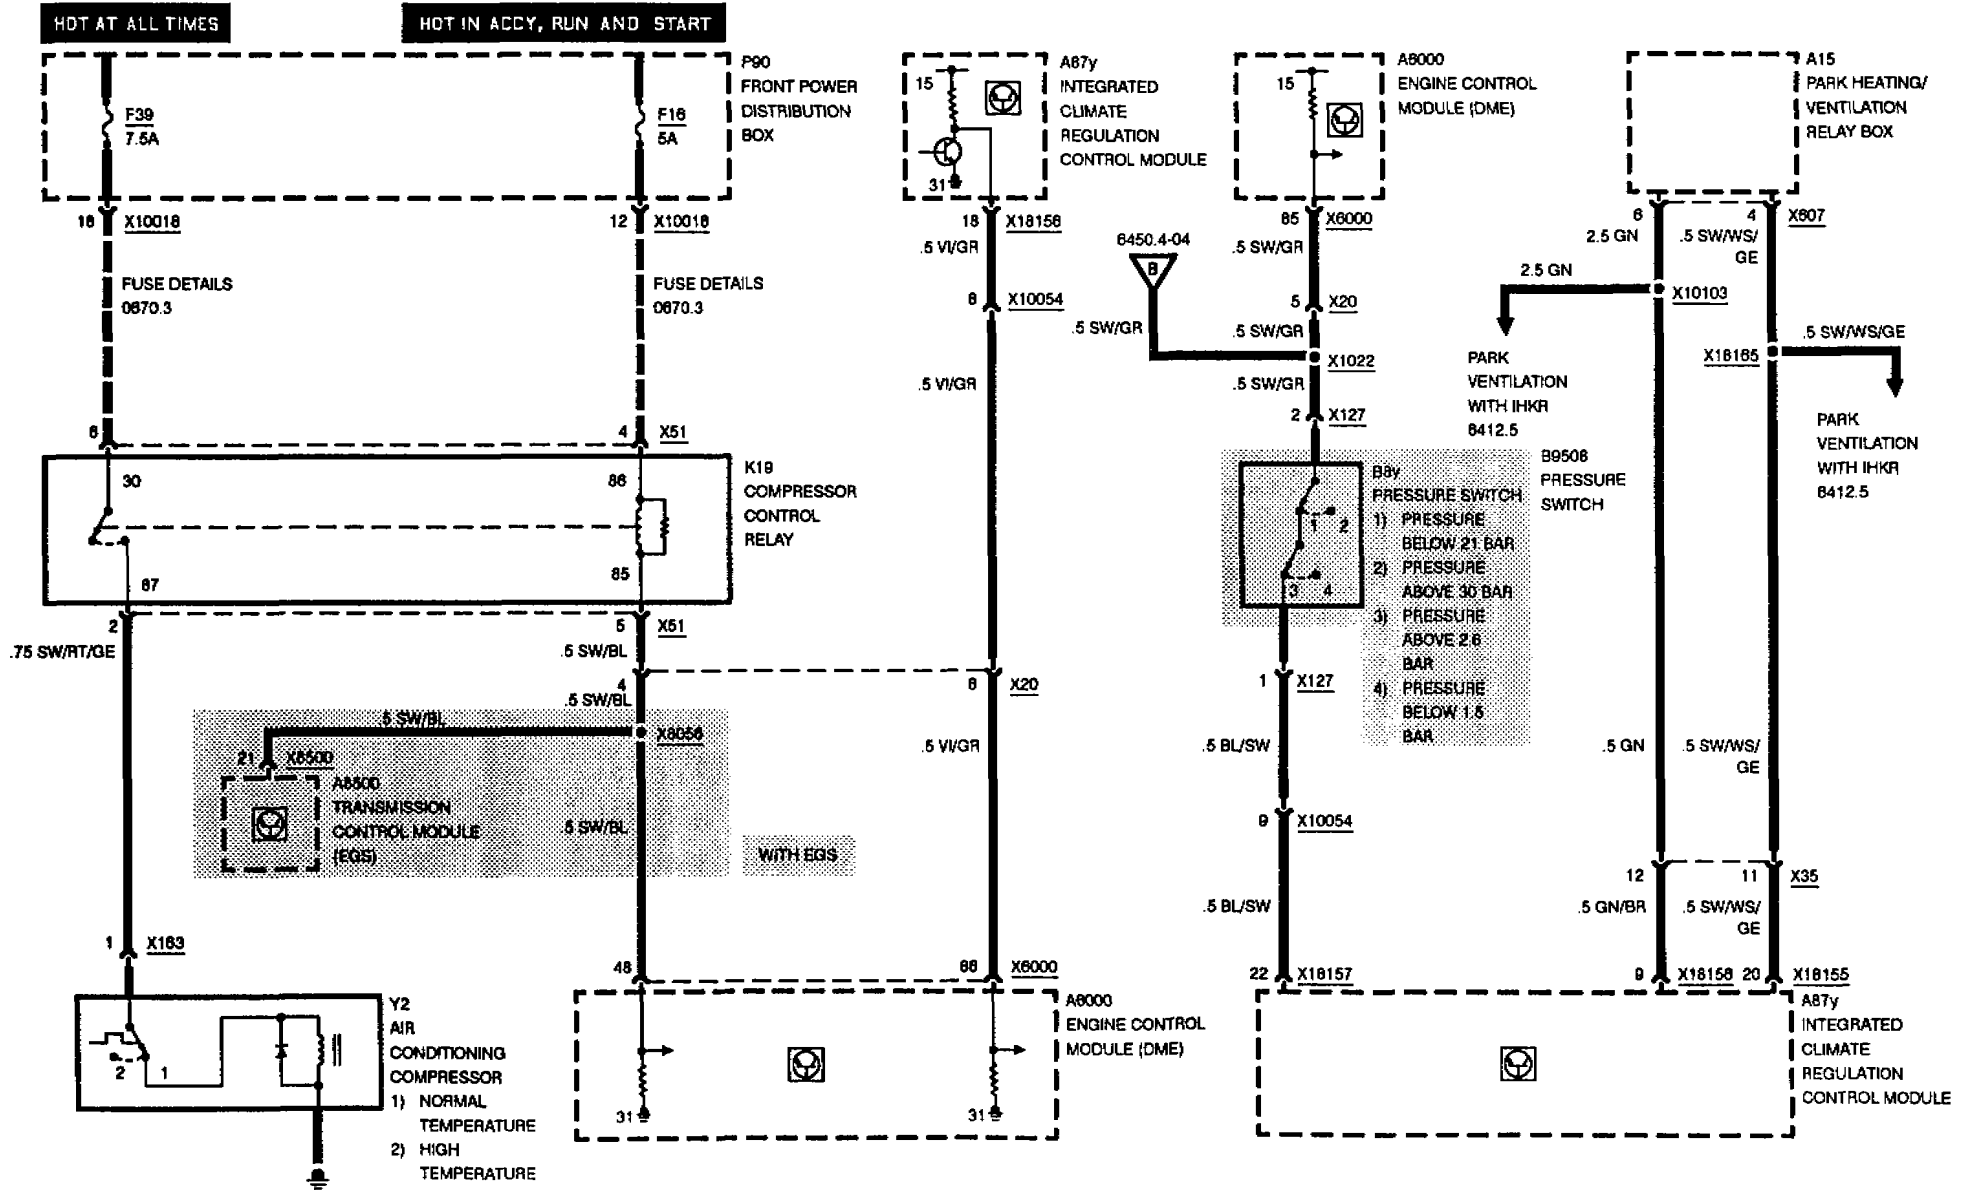 HOT AT ALL TIMES
HOT IN ACCY, RUN AND START
F39
7.5A
F16
5A
P90
FRONT POWER
DISTRIBUTION
BOX
15
31
A87y
INTEGRATED
CLIMATE
REGULATION
CONTROL MODULE
15
A6000
ENGINE CONTROL
MODULE (DME)
A15
PARK HEATING/
VENTILATION
RELAY BOX
16 X10018
12 X10016
18 X18156
85 X6000
6
4 X607
.5 VI/GR
6450.4-04
B
.5 SW/GR
2.5 GN
.5 SW/WS/
GE
FUSE DETAILS
0670.3
FUSE DETAILS
0670.3
8 X10054
.5 SW/GR
5 X20
.5 SW/GR
X1022
2.5 GN
X10103
.5 SW/WS/GE
X18165
.5 VI/GR
.5 SW/GR
2 X127
PARK
VENTILATION
WITH IHKR
6412.5
PARK
VENTILATION
WITH IHKR
6412.5
6
4 X51
30
86
87
85
K19
COMPRESSOR
CONTROL
RELAY
1 2
3 4
B8y
PRESSURE SWITCH
1) PRESSURE
BELOW 21 BAR
2) PRESSURE
ABOVE 30 BAR
3) PRESSURE
ABOVE 2.6
BAR
4) PRESSURE
BELOW 1.5
BAR
B9508
PRESSURE
SWITCH
2
5 X51
.75 SW/RT/GE
.5 SW/BL
4
6 X20
.5 SW/BL
.5 SW/BL
X8056
21 X8500
A8500
TRANSMISSION
CONTROL MODULE
(EGS)
.5 SW/BL
WITH EGS
.5 VI/GR
1 X127
.5 BL/SW
9 X10054
.5 BL/SW
.5 GN
.5 SW/WS/
GE
12
11 X35
.5 GN/BR
.5 SW/WS/
GE
1 X163
48
66 X6000
22 X18157
9 X18156
20 X18155
2 1
Y2
AIR
CONDITIONING
COMPRESSOR
1) NORMAL
TEMPERATURE
2) HIGH
TEMPERATURE
31
31
A6000
ENGINE CONTROL
MODULE (DME)
A87y
INTEGRATED
CLIMATE
REGULATION
CONTROL MODULE